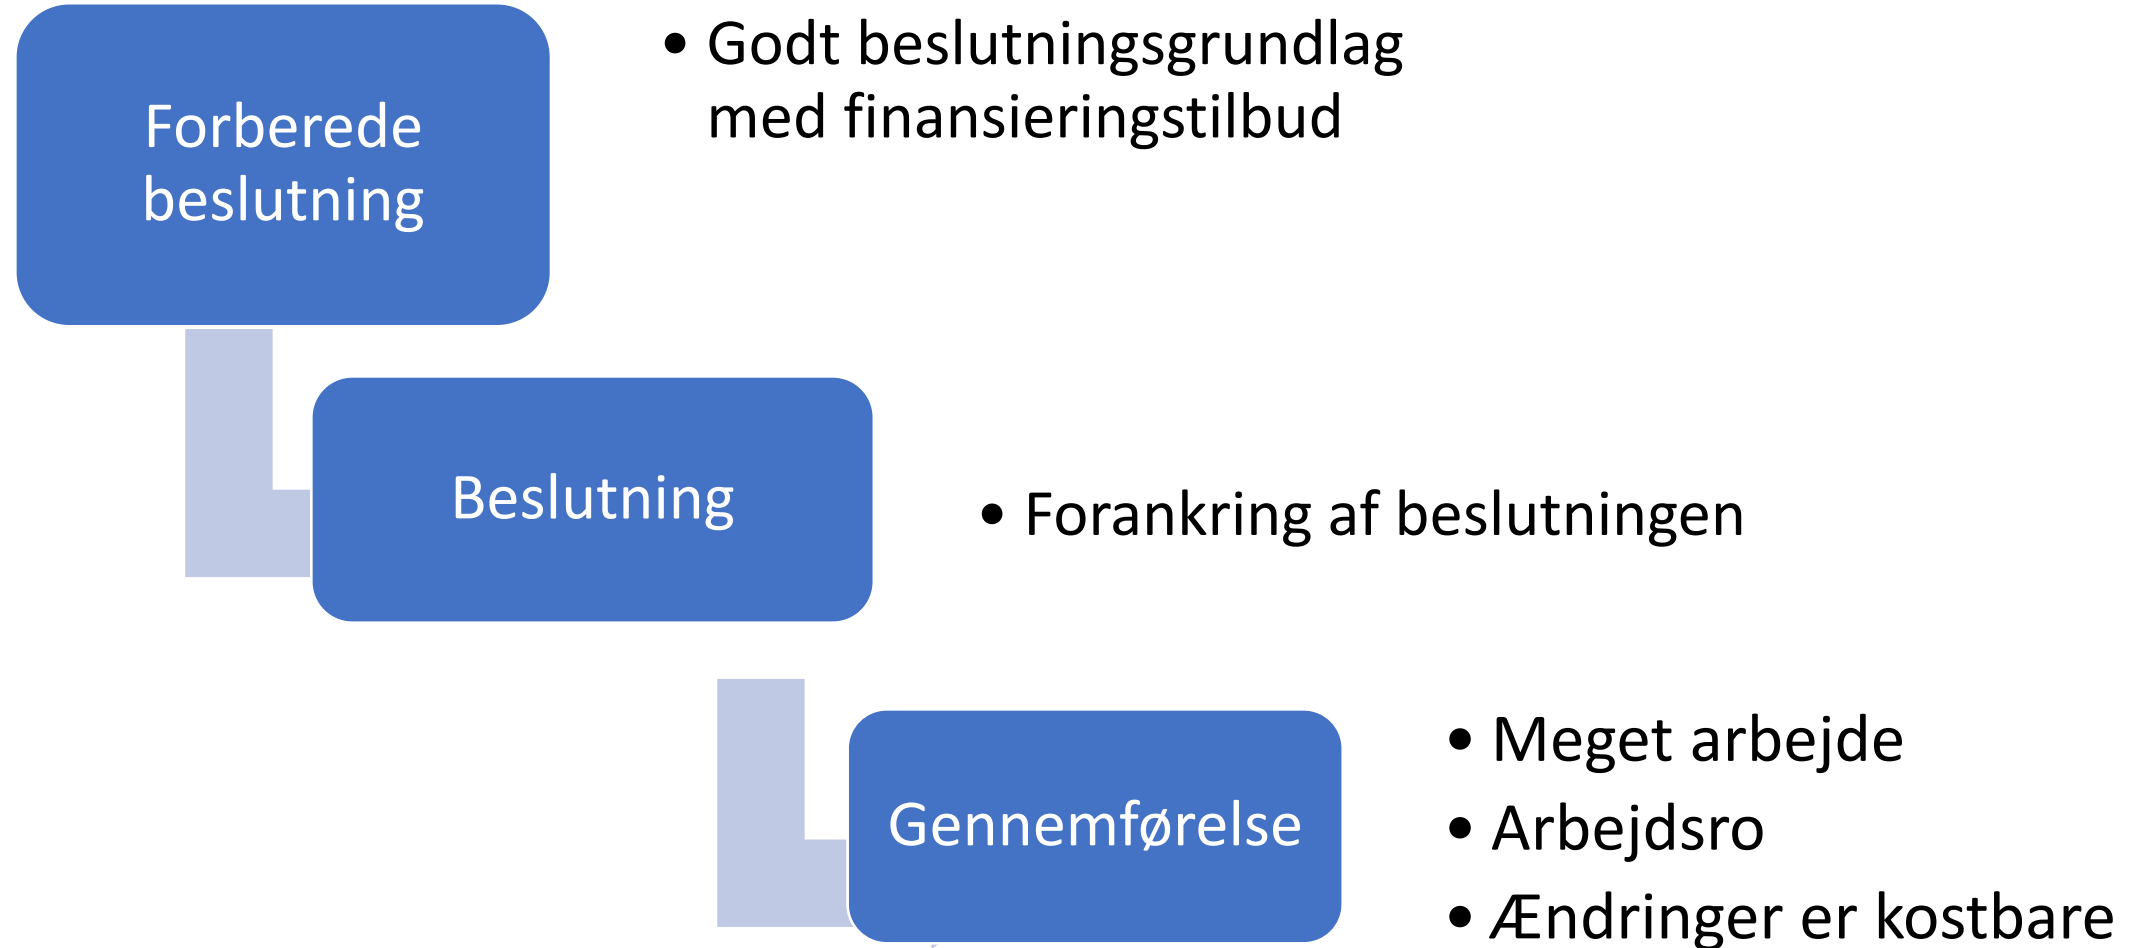 Forberede
beslutning
• Godt beslutningsgrundlag
med finansieringstilbud
Beslutning
• Forankring af beslutningen
Gennemførelse
• Meget arbejde
• Arbejdsro
• Ændringer er kostbare